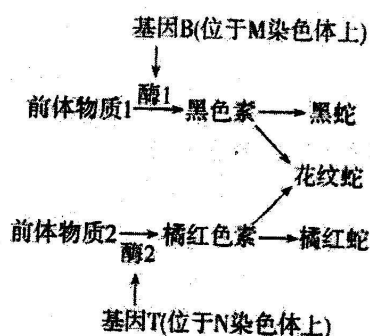 基因B(位于M染色体上)
酶1
前体物质1 黑色素 黑蛇
花纹蛇
前体物质2 橘红色素 橘红蛇
酶2
基因T(位于N染色体上)